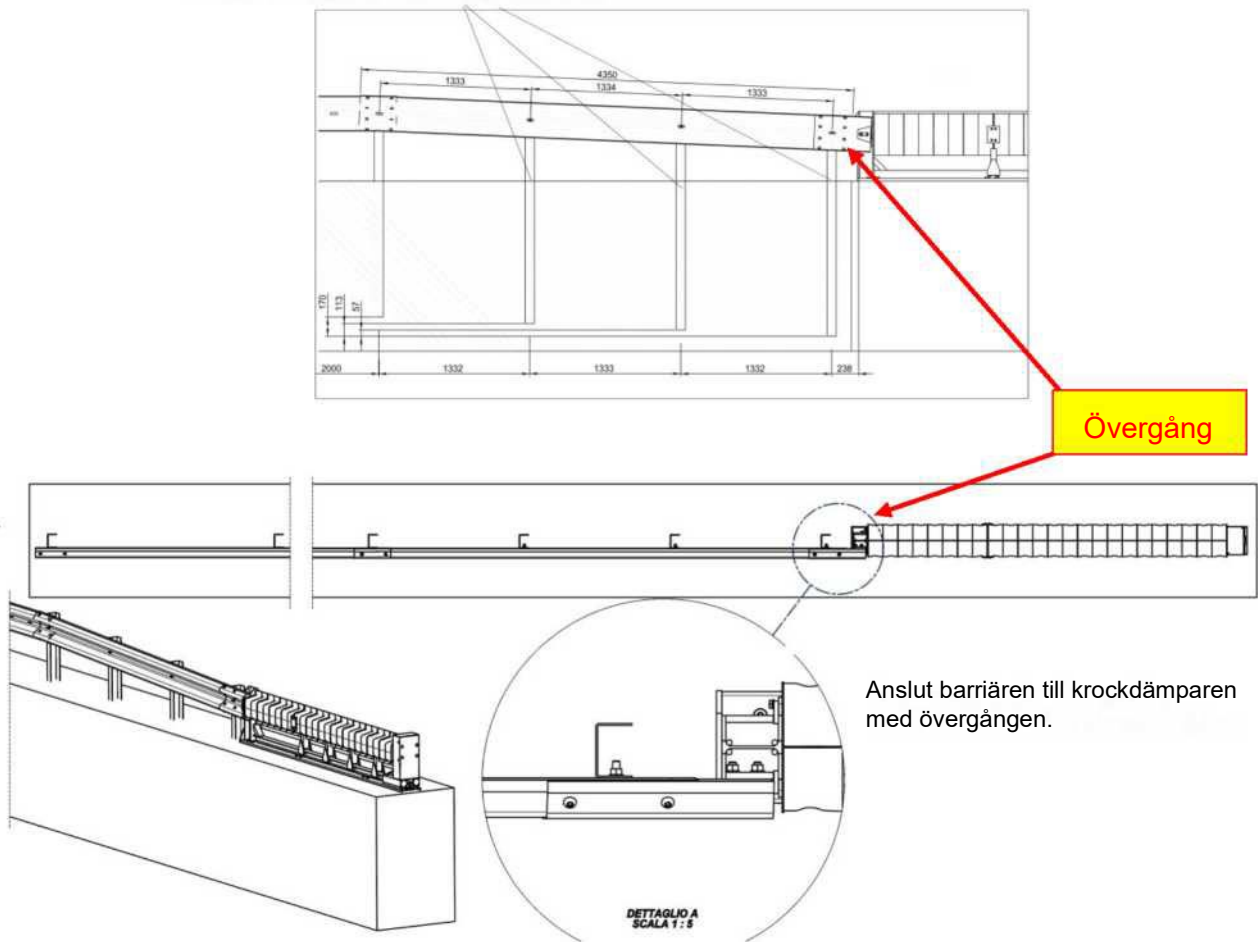 4350
1333
1334
1333
170
113
57
2000
1332
1333
1332
238
Övergång
Anslut barriären till krockdämparen
med övergången.
DETTAGLIO A
SCALA 1 : 5